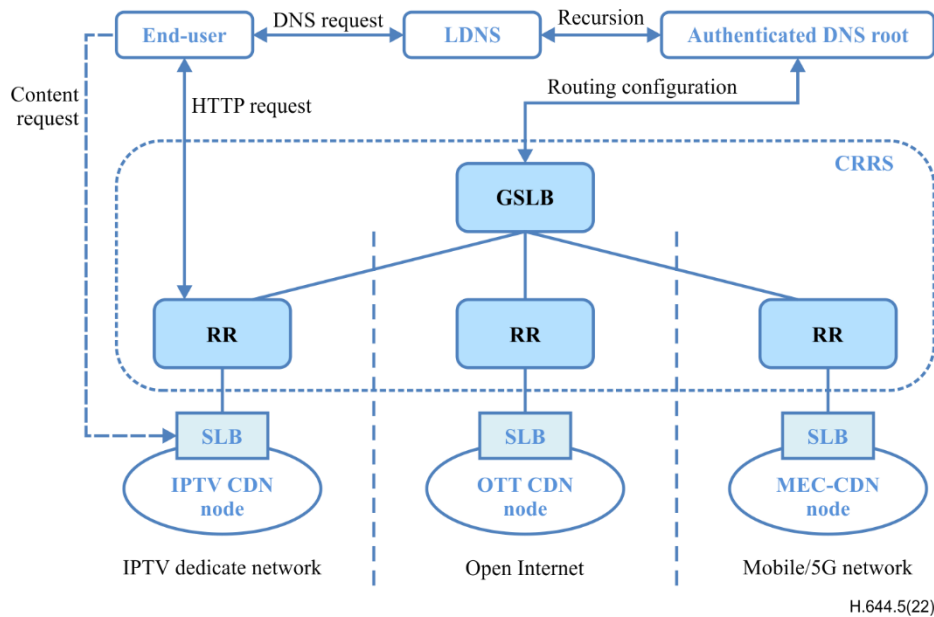 End-user
DNS request
LDNS
Recursion
Authenticated DNS root
Content
request
HTTP request
Routing configuration
CRRS
GSLB
RR
RR
RR
SLB
SLB
SLB
IPTV CDN
node
OTT CDN
node
MEC-CDN
node
IPTV dedicate network
Open Internet
Mobile/5G network
H.644.5(22)